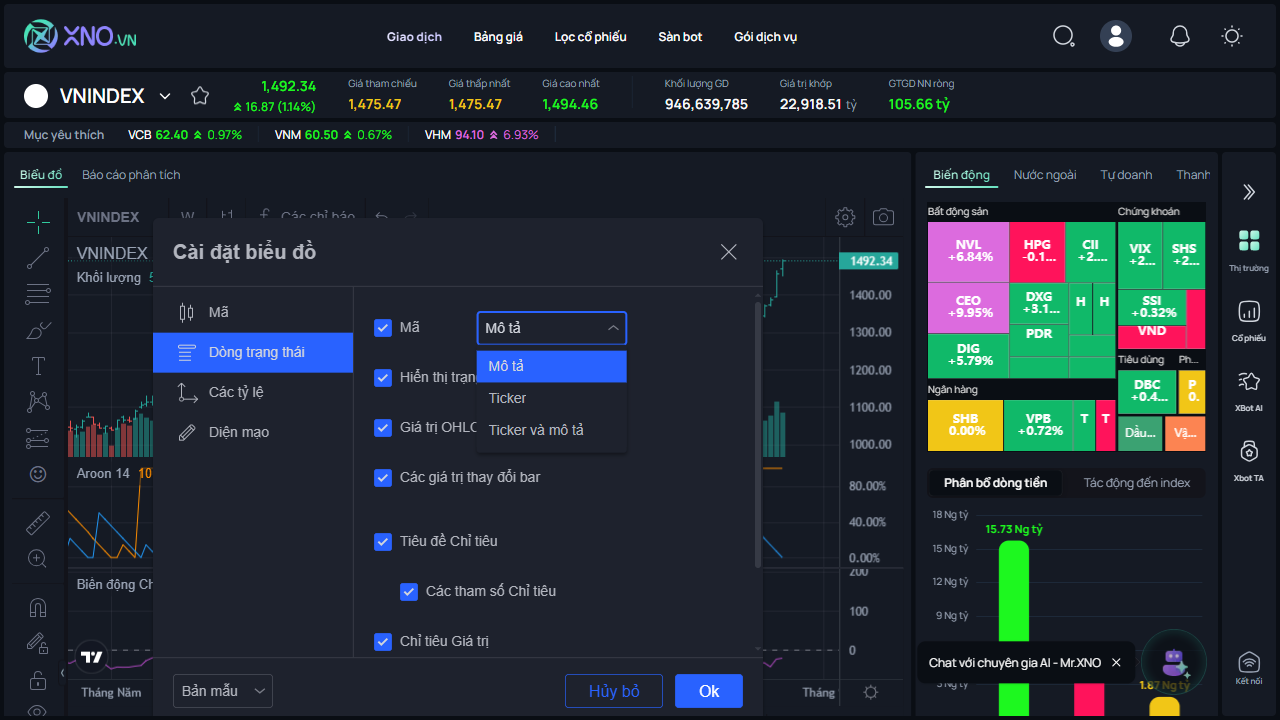 XNO.VN
Giao dịch Bảng giá Lọc cổ phiếu Sàn bot Gói dịch vụ
VNINDEX
1,492.34
16.87 (1.14%)
Giá tham chiếu
1,475.47
Giá thấp nhất
1,475.47
Giá cao nhất
1,494.46
Khối lượng GD
946,639,785
Giá trị khớp
22,918.51 tỷ
GTGD NN ròng
105.66 tỷ
Mục yêu thích VCB 62.40 0.97% VNM 60.50 0.67% VHM 94.10 6.93%
Biểu đồ Báo cáo phân tích
VNINDEX W Các chỉ báo
VNINDEX
Khối lượng
Aroon 14 10
Biên động Ch
Tháng Năm
Tháng
Cài đặt biểu đồ
Mã
Dòng trạng thái
Các tỷ lệ
Diện mạo
Mã
Mô tả
Mô tả
Ticker
Ticker và mô tả
Hiển thị trạn
Giá trị OHLC
Các giá trị thay đổi bar
Tiêu đề Chỉ tiêu
Các tham số Chỉ tiêu
Chỉ tiêu Giá trị
Bản mẫu
Hủy bỏ
Ok
1492.34
1400.00
1300.00
1200.00
1100.00
1000.00
80.00%
40.00%
0.00%
200
100
0
Biến động Nước ngoài Tự doanh Thanh
Bất động sản
NVL
+6.84%
HPG
-0.1...
CII
+2....
CEO
+9.95%
DXG
+3.1...
H
H
PDR
DIG
+5.79%
Chứng khoán
VIX
+2...
SHS
+2...
SSI
+0.32%
VND
Tiêu dùng
DBC
+0.4...
Ph...
P
0.
Dầu...
Vậ...
Ngân hàng
SHB
0.00%
VPB
+0.72%
T
T
Phân bổ dòng tiền Tác động đến index
18 Ng tỷ
15.73 Ng tỷ
15 Ng tỷ
12 Ng tỷ
9 Ng tỷ
1.87 Ng tỷ
Chat với chuyên gia AI - Mr.XNO
Thị trường
Cổ phiếu
XBot AI
Xbot TA
Kết nối